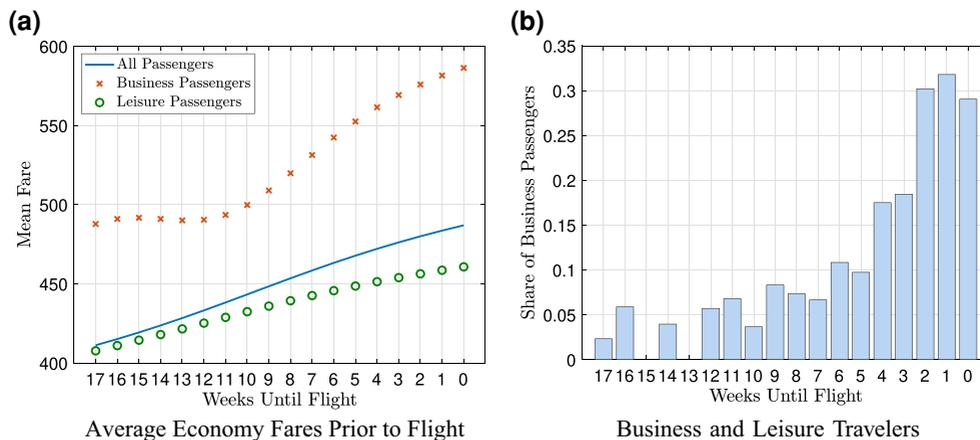 (a)
600
550
500
450
400
Mean Fare
All Passengers
Business Passengers
Leisure Passengers
17 16 15 14 13 12 11 10 9 8 7 6 5 4 3 2 1 0
Weeks Until Flight
Average Economy Fares Prior to Flight
(b)
0.35
0.3
0.25
0.2
0.15
0.1
0.05
0
Share of Business Passengers
17 16 15 14 13 12 11 10 9 8 7 6 5 4 3 2 1 0
Weeks Until Flight
Business and Leisure Travelers